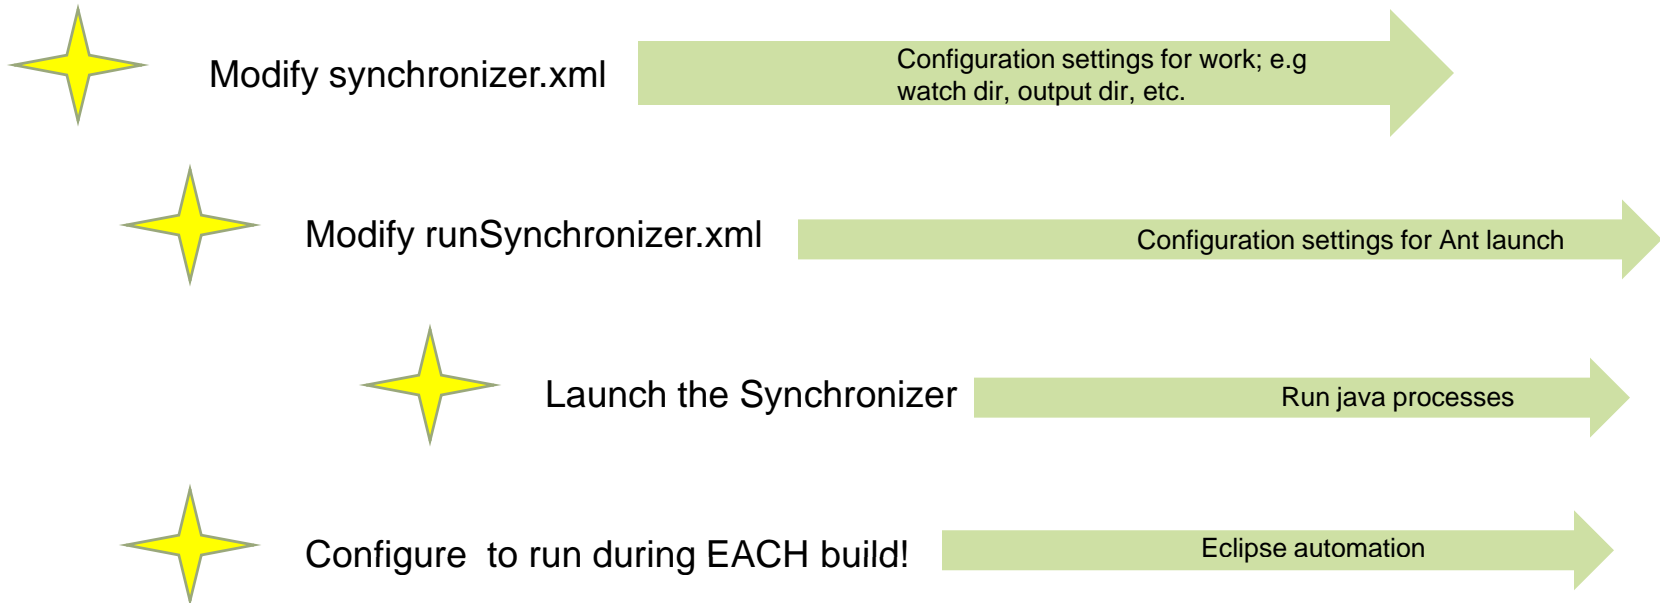 Modify synchronizer.xml
Configuration settings for work; e.g
watch dir, output dir, etc.
Modify runSynchronizer.xml
Configuration settings for Ant launch
Launch the Synchronizer
Run java processes
Configure  to run during EACH build!
Eclipse automation